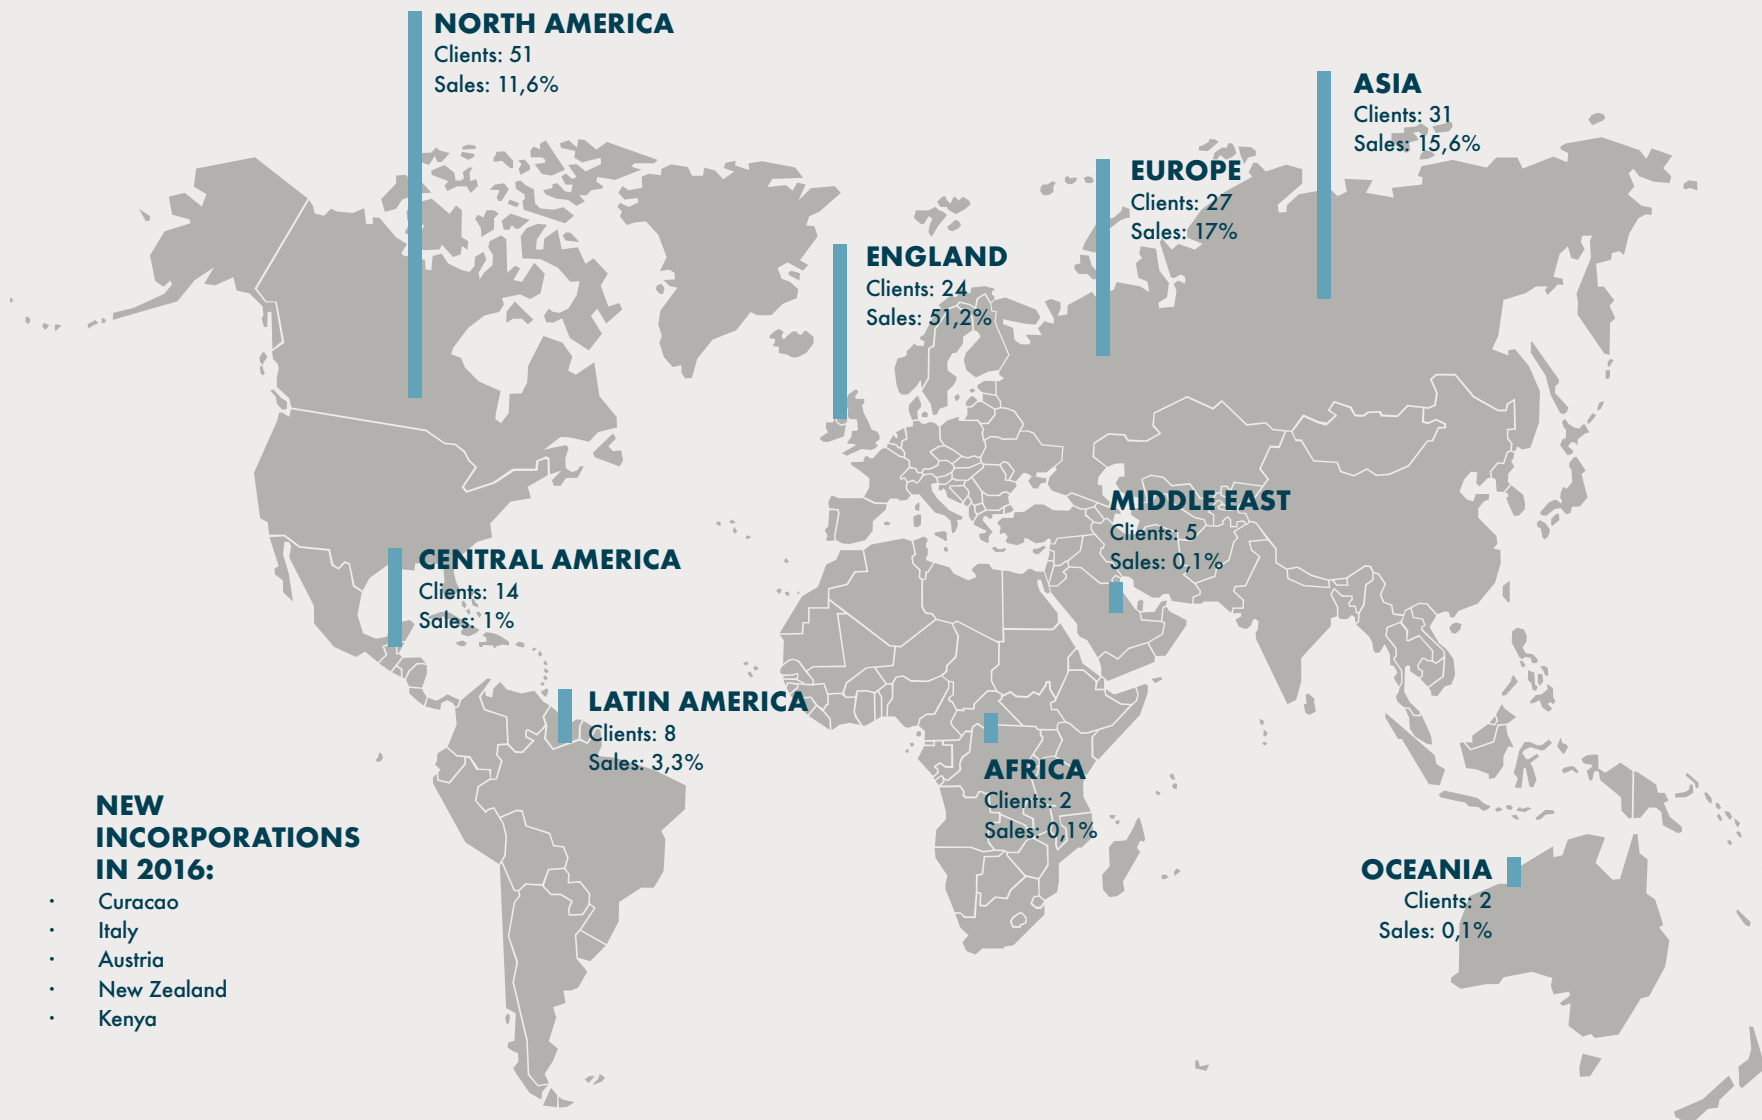 NORTH AMERICA
Clients: 51
Sales: 11,6%
ASIA
Clients: 31
Sales: 15,6%
EUROPE
Clients: 27
Sales: 17%
ENGLAND
Clients: 24
Sales: 51,2%
MIDDLE EAST
Clients: 5
Sales: 0,1%
CENTRAL AMERICA
Clients: 14
Sales: 1%
LATIN AMERICA
Clients: 8
Sales: 3,3%
AFRICA
Clients: 2
Sales: 0,1%
OCEANIA
Clients: 2
Sales: 0,1%
NEW
INCORPORATIONS
IN 2016:
· Curacao
· Italy
· Austria
· New Zealand
· Kenya